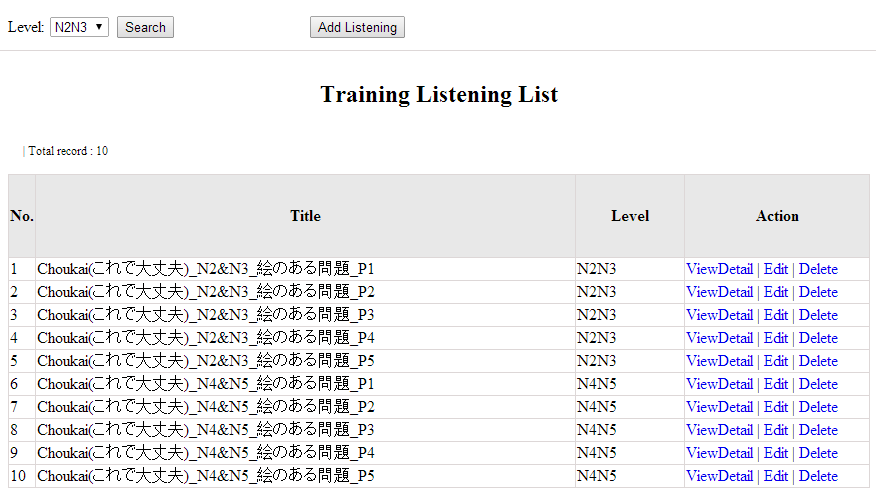 Level: N2N3 Search Add Listening
Training Listening List
| Total record : 10
No. Title Level Action
1 Choukai(これで大丈夫)_N2&N3_絵のある問題_P1 N2N3 ViewDetail | Edit | Delete
2 Choukai(これで大丈夫)_N2&N3_絵のある問題_P2 N2N3 ViewDetail | Edit | Delete
3 Choukai(これで大丈夫)_N2&N3_絵のある問題_P3 N2N3 ViewDetail | Edit | Delete
4 Choukai(これで大丈夫)_N2&N3_絵のある問題_P4 N2N3 ViewDetail | Edit | Delete
5 Choukai(これで大丈夫)_N2&N3_絵のある問題_P5 N2N3 ViewDetail | Edit | Delete
6 Choukai(これで大丈夫)_N4&N5_絵のある問題_P1 N4N5 ViewDetail | Edit | Delete
7 Choukai(これで大丈夫)_N4&N5_絵のある問題_P2 N4N5 ViewDetail | Edit | Delete
8 Choukai(これで大丈夫)_N4&N5_絵のある問題_P3 N4N5 ViewDetail | Edit | Delete
9 Choukai(これで大丈夫)_N4&N5_絵のある問題_P4 N4N5 ViewDetail | Edit | Delete
10 Choukai(これで大丈夫)_N4&N5_絵のある問題_P5 N4N5 ViewDetail | Edit | Delete